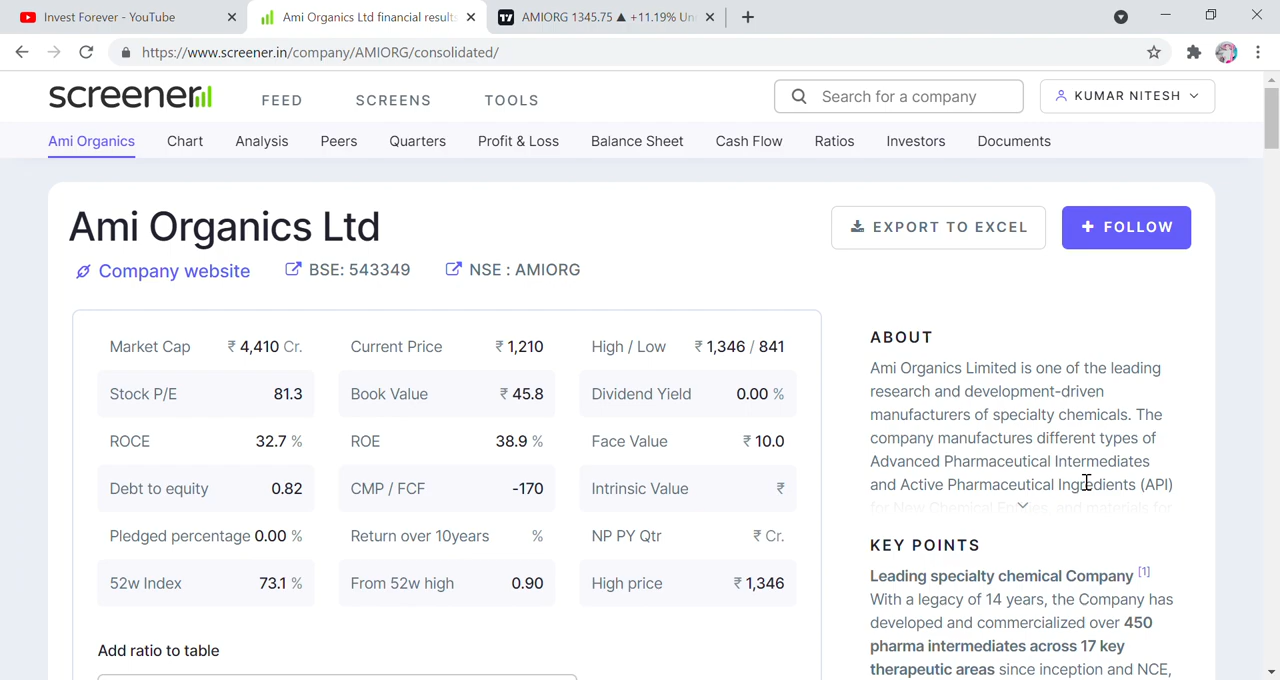 Invest Forever - YouTube
Ami Organics Ltd financial results
AMIORG 1345.75 ▲ +11.19% Un
https://www.screener.in/company/AMIORG/consolidated/
screener
FEED
SCREENS
TOOLS
Search for a company
KUMAR NITESH
Ami Organics
Chart
Analysis
Peers
Quarters
Profit & Loss
Balance Sheet
Cash Flow
Ratios
Investors
Documents
Ami Organics Ltd
EXPORT TO EXCEL
+ FOLLOW
Company website
BSE: 543349
NSE : AMIORG
Market Cap ₹ 4,410 Cr.
Current Price ₹ 1,210
High / Low ₹ 1,346 / 841
Stock P/E 81.3
Book Value ₹ 45.8
Dividend Yield 0.00 %
ROCE 32.7 %
ROE 38.9 %
Face Value ₹ 10.0
Debt to equity 0.82
CMP / FCF -170
Intrinsic Value ₹
Pledged percentage 0.00 %
Return over 10years %
NP PY Qtr ₹ Cr.
52w Index 73.1 %
From 52w high 0.90
High price ₹ 1,346
Add ratio to table
ABOUT
Ami Organics Limited is one of the leading
research and development-driven
manufacturers of specialty chemicals. The
company manufactures different types of
Advanced Pharmaceutical Intermediates
and Active Pharmaceutical Ingredients (API)
for New Chemical Entities, and materials for
KEY POINTS
Leading specialty chemical Company [1]
With a legacy of 14 years, the Company has
developed and commercialized over 450
pharma intermediates across 17 key
therapeutic areas since inception and NCE,